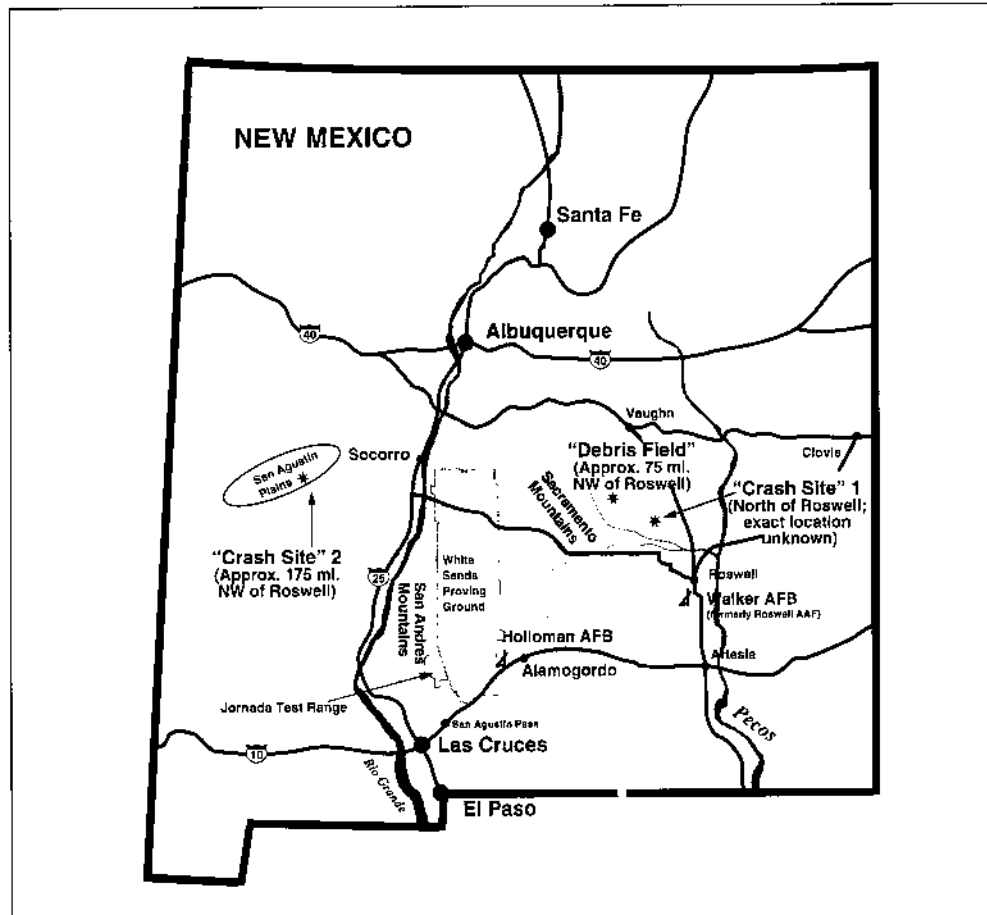 NEW MEXICO
Santa Fe
Albuquerque
40
40
Vaughn
Clovis
"Debris Field"
(Approx. 75 mi.
NW of Roswell)
"Crash Site" 1
(North of Roswell;
exact location
unknown)
Socorro
San Agustin
Plains
"Crash Site" 2
(Approx. 175 mi.
NW of Roswell)
Sacramento
Mountains
25
San Andres
Mountains
White
Sands
Proving
Ground
Roswell
Walker AFB
(formerly Roswell AAF)
Holloman AFB
Alamogordo
Artesia
Jornada Test Range
San Agustin Pass
Las Cruces
10
Rio Grande
El Paso
Pecos